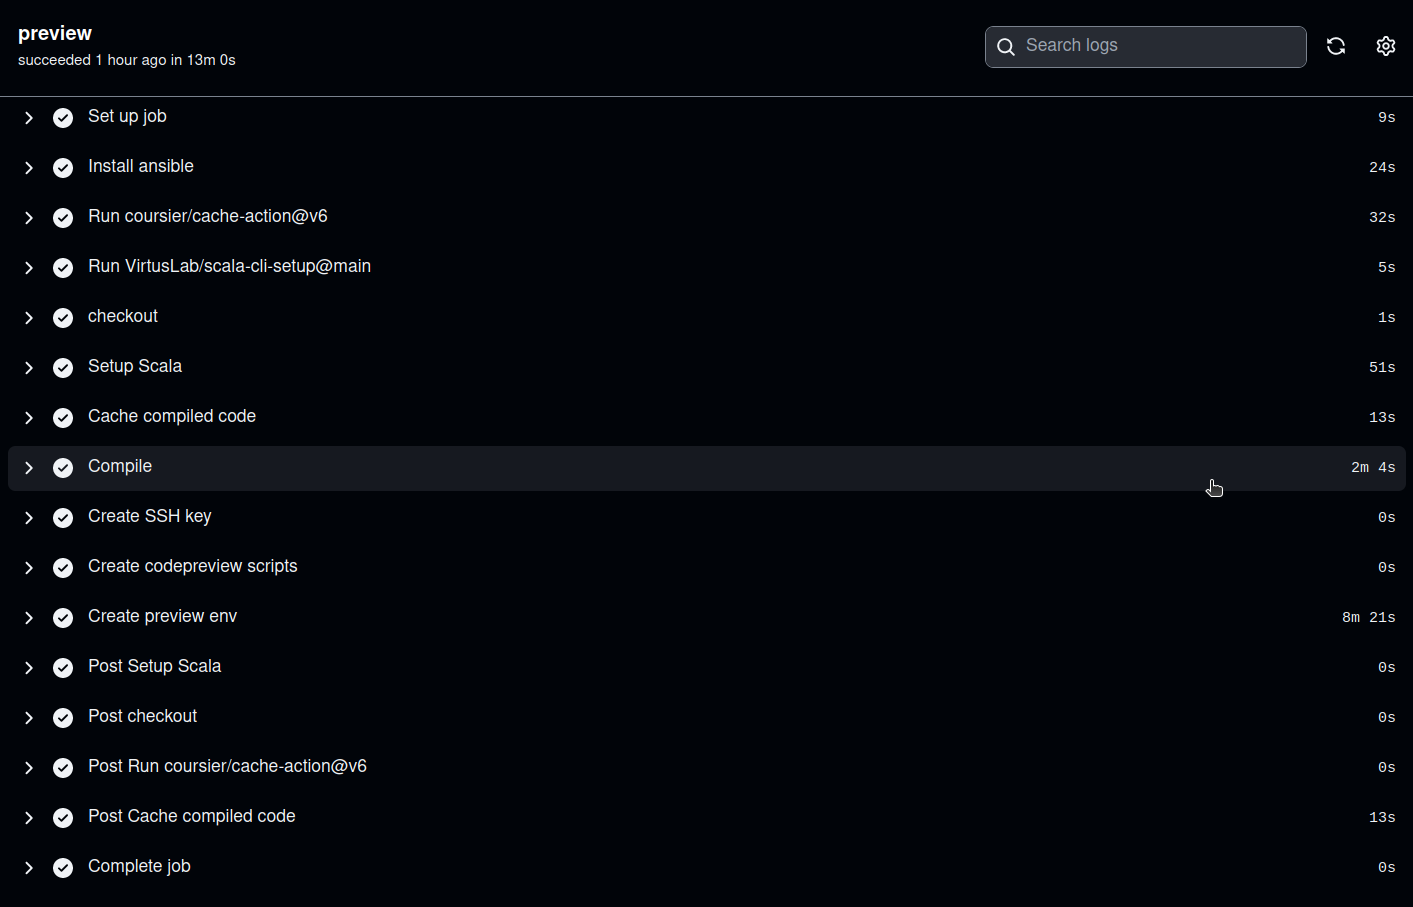 preview
succeeded 1 hour ago in 13m 0s
Search logs
Set up job 9s
Install ansible 24s
Run coursier/cache-action@v6 32s
Run VirtusLab/scala-cli-setup@main 5s
checkout 1s
Setup Scala 51s
Cache compiled code 13s
Compile 2m 4s
Create SSH key 0s
Create codepreview scripts 0s
Create preview env 8m 21s
Post Setup Scala 0s
Post checkout 0s
Post Run coursier/cache-action@v6 0s
Post Cache compiled code 13s
Complete job 0s